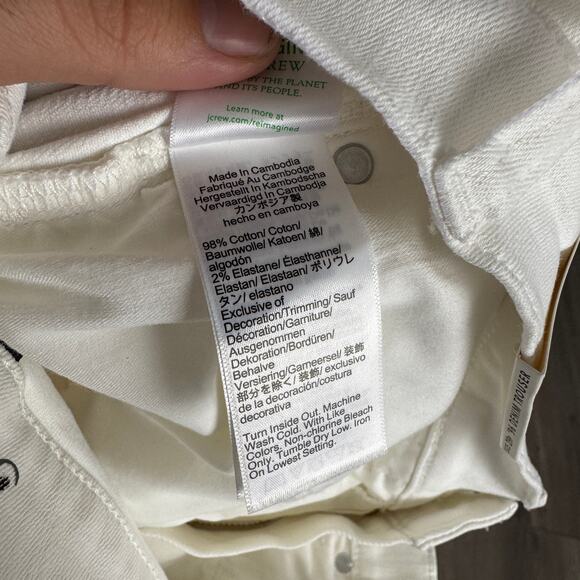 REW
BY THE PLANET
AND ITS PEOPLE.
Learn more at
jcrew.com/reimagined
Made In Cambodia
Fabriqué Au Cambodge
Hergestellt In Kambodscha
Vervaardigd In Cambodja
カンボジア製
hecho en camboya
98% Cotton/ Coton/
Baumwolle/ Katoen/ 綿/
algodón
2% Elastane/ Élasthanne/
Elastan/ Elastaan/ ポリウレ
タン/ elastano
Exclusive of
Decoration/Trimming/ Sauf
Décoration/Garniture/
Ausgenommen
Dekoration/Bordüren/
Behalve
Versiering/Gameersel/ 装飾
部分を除く/ 装飾/ exclusivo
de la decoración/costura
decorativa
Turn Inside Out. Machine
Wash Cold. With Like
Colors. Non-chlorine Bleach
Only. Tumble Dry Low. Iron
On Lowest Setting.
DENIM TROUSER